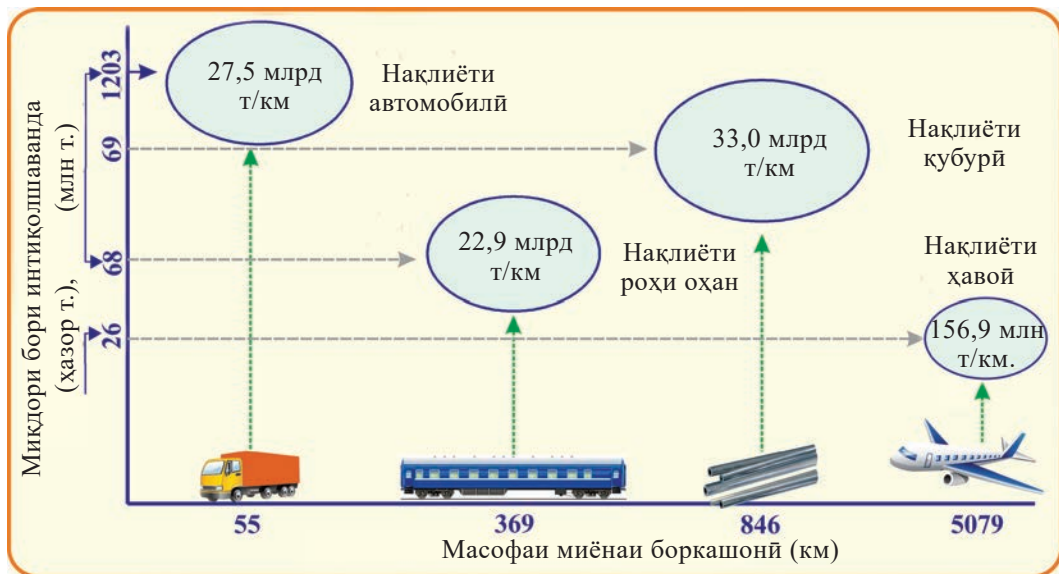 Миқдори бори интиқолшаванда
(ҳазор т.), (млн т.)
1203
69
68
26
27,5 млрд
т/км
Нақлиёти
автомобилӣ
33,0 млрд
т/км
Нақлиёти
қубурӣ
22,9 млрд
т/км
Нақлиёти
роҳи оҳан
Нақлиёти
ҳавоӣ
156,9 млн
т/км.
55
369
846
5079
Масофаи миёнаи боркашонӣ (км)